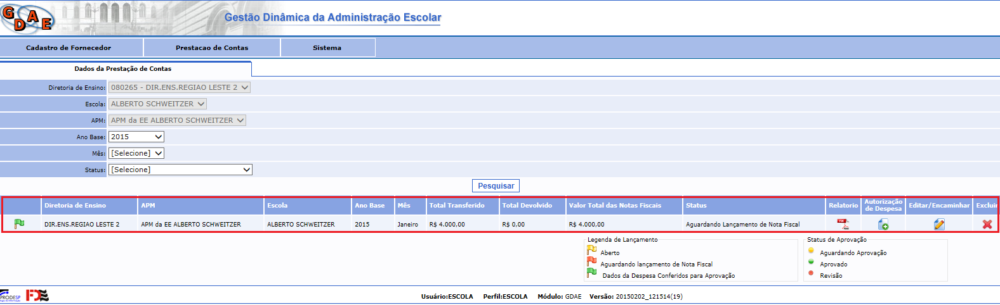 GDAE
Gestão Dinâmica da Administração Escolar
Cadastro de Fornecedor Prestacao de Contas Sistema
Dados da Prestação de Contas
Diretoria de Ensino: 080265 - DIR.ENS.REGIAO LESTE 2
Escola: ALBERTO SCHWEITZER
APM: APM da EE ALBERTO SCHWEITZER
Ano Base: 2015
Mês: [Selecione]
Status: [Selecione]
Pesquisar
Diretoria de Ensino APM Escola Ano Base Mês Total Transferido Total Devolvido Valor Total das Notas Fiscais Status Relatorio Autorização de Despesa Editar/Encaminhar Excluir
DIR.ENS.REGIAO LESTE 2 APM da EE ALBERTO SCHWEITZER ALBERTO SCHWEITZER 2015 Janeiro R$ 4.000,00 R$ 0,00 R$ 4.000,00 Aguardando Lançamento de Nota Fiscal
Legenda de Lançamento
Aberto
Aguardando lançamento de Nota Fiscal
Dados da Despesa Conferidos para Aprovação
Status de Aprovação
Aguardando Aprovação
Aprovado
Revisão
PRODESP
Usuário:ESCOLA Perfil:ESCOLA Módulo: GDAE Versão: 20150202_121514(19)